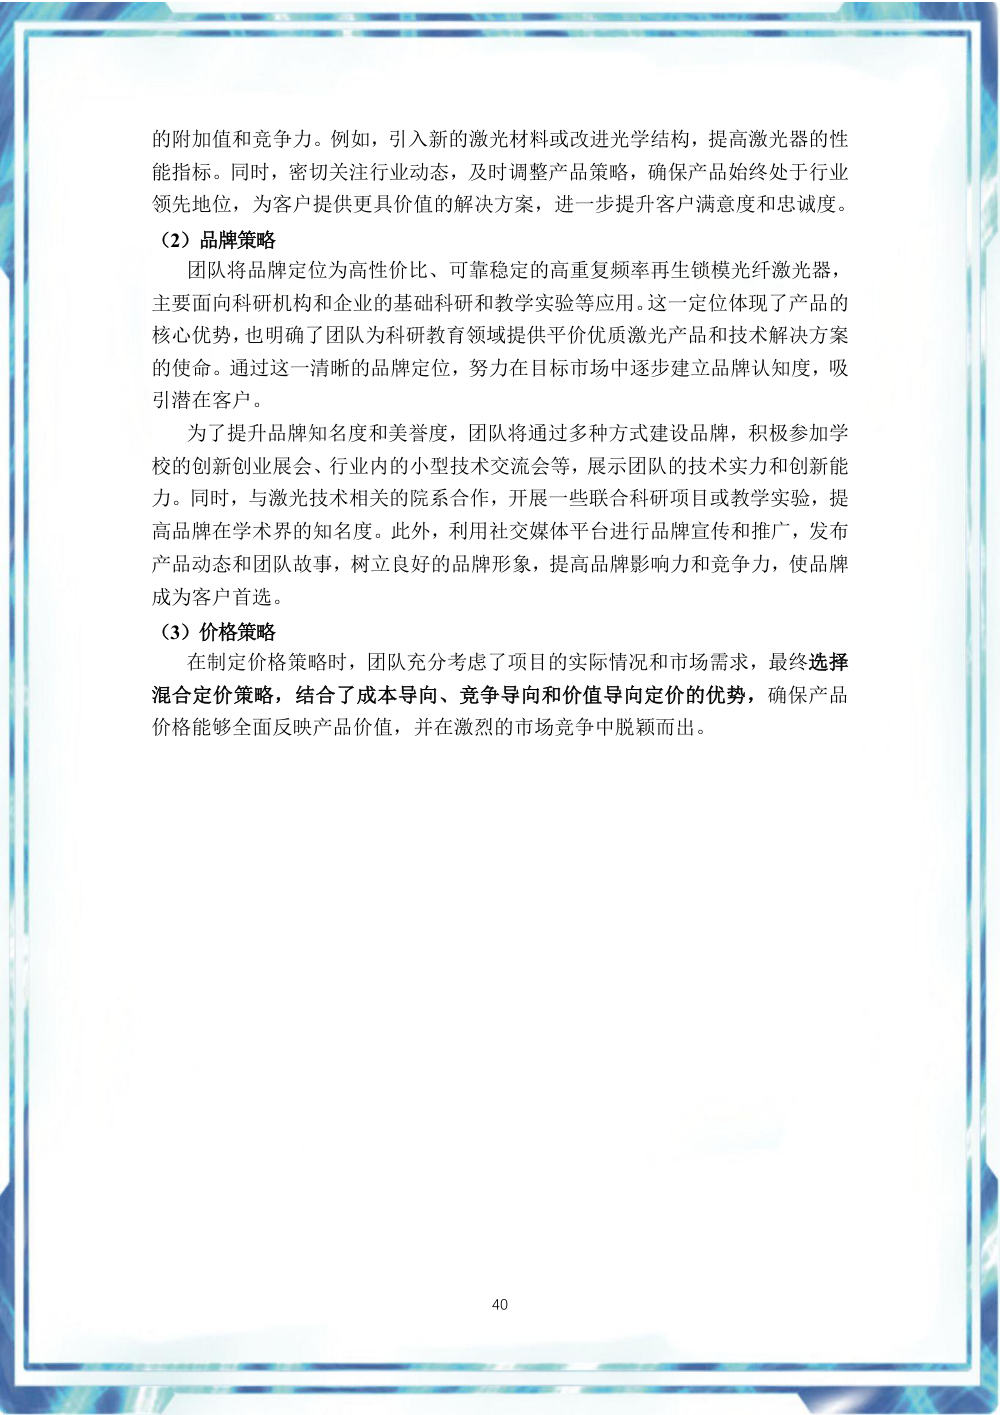 的附加值和竞争力。例如，引入新的激光材料或改进光学结构，提高激光器的性
能指标。同时，密切关注行业动态，及时调整产品策略，确保产品始终处于行业
领先地位，为客户提供更具价值的解决方案，进一步提升客户满意度和忠诚度。
（2）品牌策略
团队将品牌定位为高性价比、可靠稳定的高重复频率再生锁模光纤激光器，
主要面向科研机构和企业的基础科研和教学实验等应用。这一定位体现了产品的
核心优势，也明确了团队为科研教育领域提供平价优质激光产品和技术解决方案
的使命。通过这一清晰的品牌定位，努力在目标市场中逐步建立品牌认知度，吸
引潜在客户。
为了提升品牌知名度和美誉度，团队将通过多种方式建设品牌，积极参加学
校的创新创业展会、行业内的小型技术交流会等，展示团队的技术实力和创新能
力。同时，与激光技术相关的院系合作，开展一些联合科研项目或教学实验，提
高品牌在学术界的知名度。此外，利用社交媒体平台进行品牌宣传和推广，发布
产品动态和团队故事，树立良好的品牌形象，提高品牌影响力和竞争力，使品牌
成为客户首选。
（3）价格策略
在制定价格策略时，团队充分考虑了项目的实际情况和市场需求，最终选择
混合定价策略，结合了成本导向、竞争导向和价值导向定价的优势，确保产品
价格能够全面反映产品价值，并在激烈的市场竞争中脱颖而出。
40